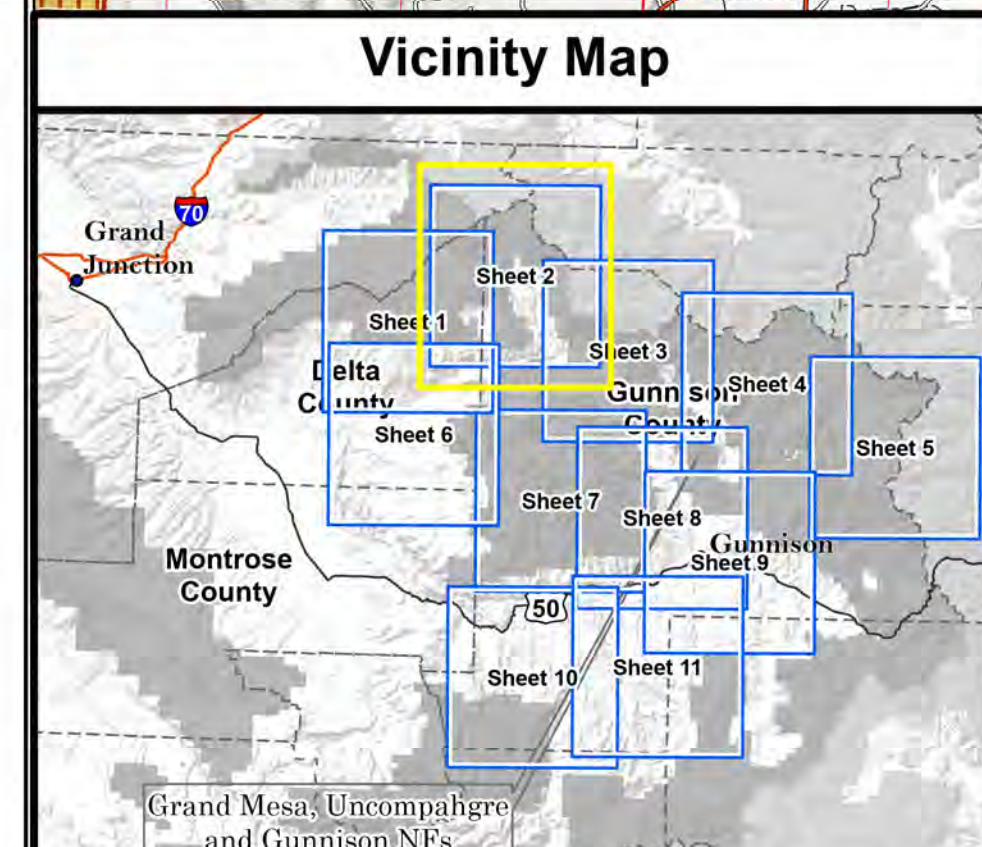 Vicinity Map
70
Grand
Junction
Sheet 2
Sheet 1
Sheet 3
Delta
County
Gunnison
County
Sheet 4
Sheet 6
Sheet 5
Sheet 7
Sheet 8
Gunnison
Sheet 9
Montrose
County
50
Sheet 10
Sheet 11
Grand Mesa, Uncompahgre
and Gunnison NFs